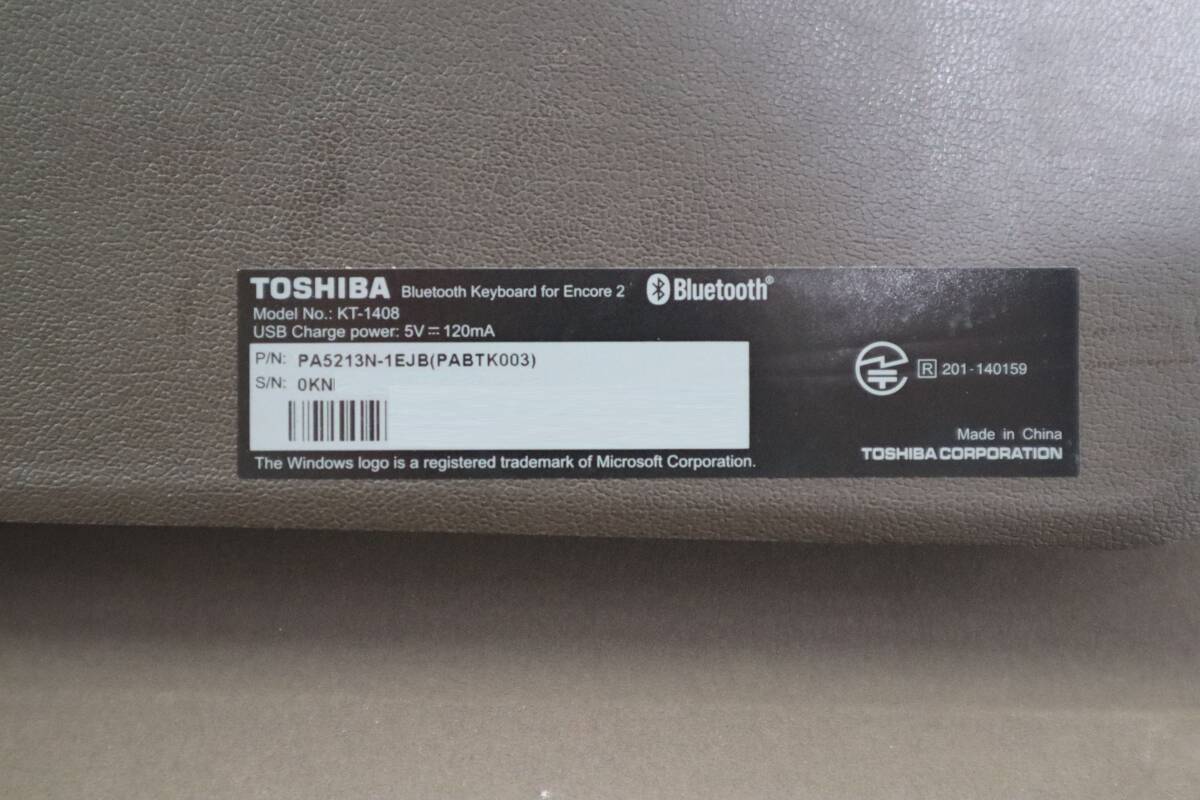 TOSHIBA Bluetooth Keyboard for Encore 2 Bluetooth®
Model No.: KT-1408
USB Charge power: 5V⎓120mA
P/N: PA5213N-1EJB(PABTK003)
S/N: 0KN
R 201-140159
Made in China
TOSHIBA CORPORATION
The Windows logo is a registered trademark of Microsoft Corporation.